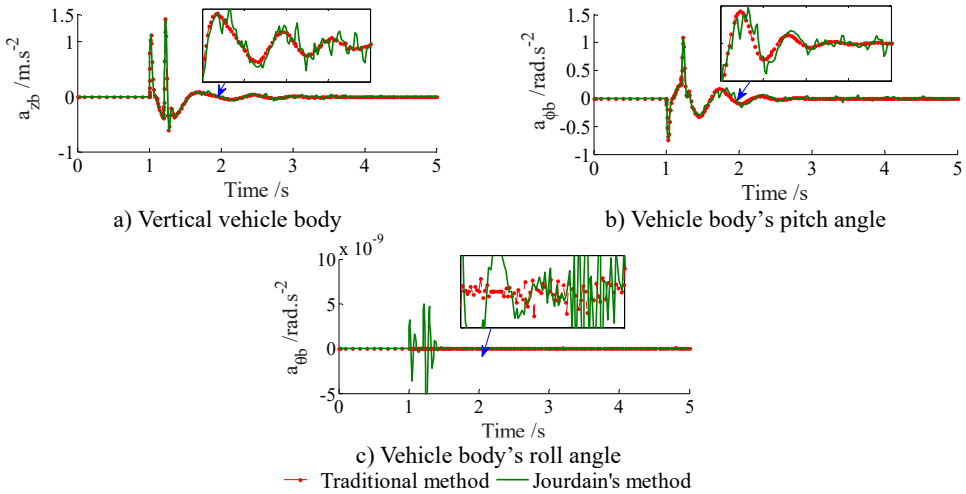 a_zb /m.s⁻²
1.5
1
0
-1
0 1 2 3 4 5
Time /s
a) Vertical vehicle body
a_ϕb /rad.s⁻²
1.5
1
0.5
0
-0.5
-1
0 1 2 3 4 5
Time /s
b) Vehicle body's pitch angle
x 10⁻⁹
a_θb /rad.s⁻²
10
5
0
-5
0 1 2 3 4 5
Time /s
c) Vehicle body's roll angle
Traditional method
Jourdain's method